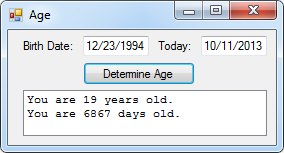 Age
Birth Date: 12/23/1994 Today: 10/11/2013
Determine Age
You are 19 years old.
You are 6867 days old.